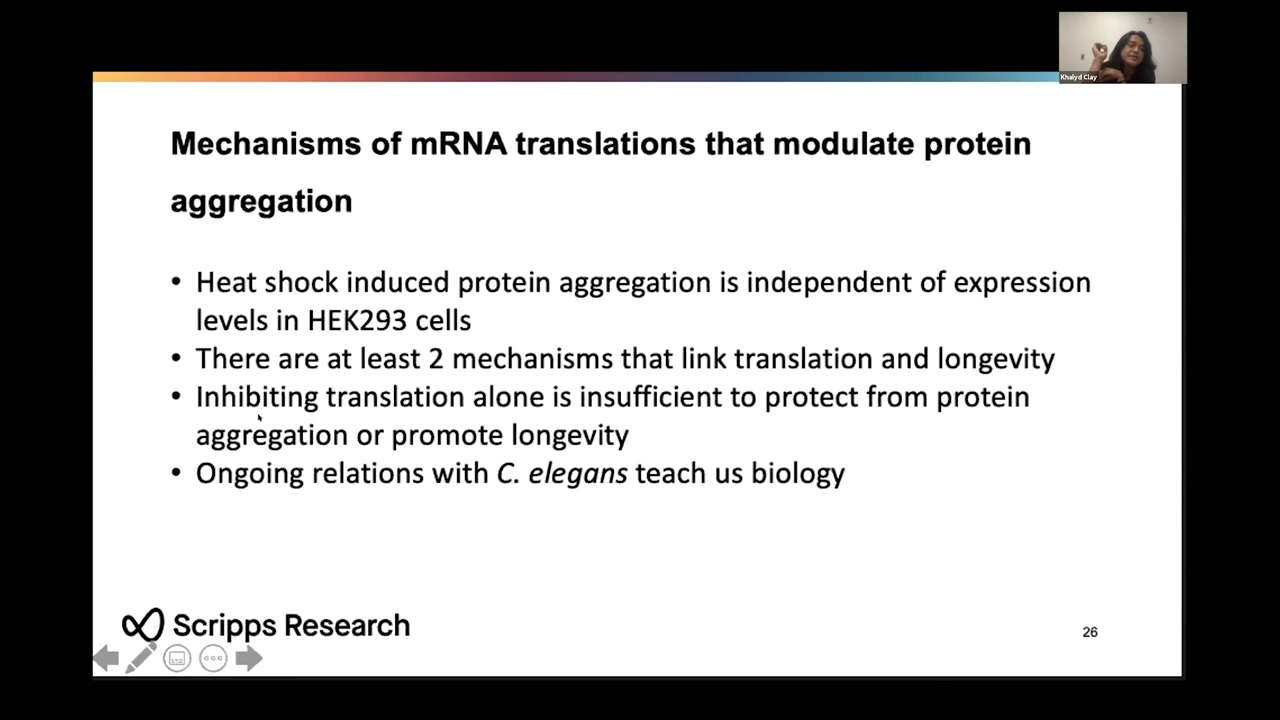 Khalyd Clay
Mechanisms of mRNA translations that modulate protein
aggregation
• Heat shock induced protein aggregation is independent of expression
levels in HEK293 cells
• There are at least 2 mechanisms that link translation and longevity
• Inhibiting translation alone is insufficient to protect from protein
aggregation or promote longevity
• Ongoing relations with C. elegans teach us biology
Scripps Research
26